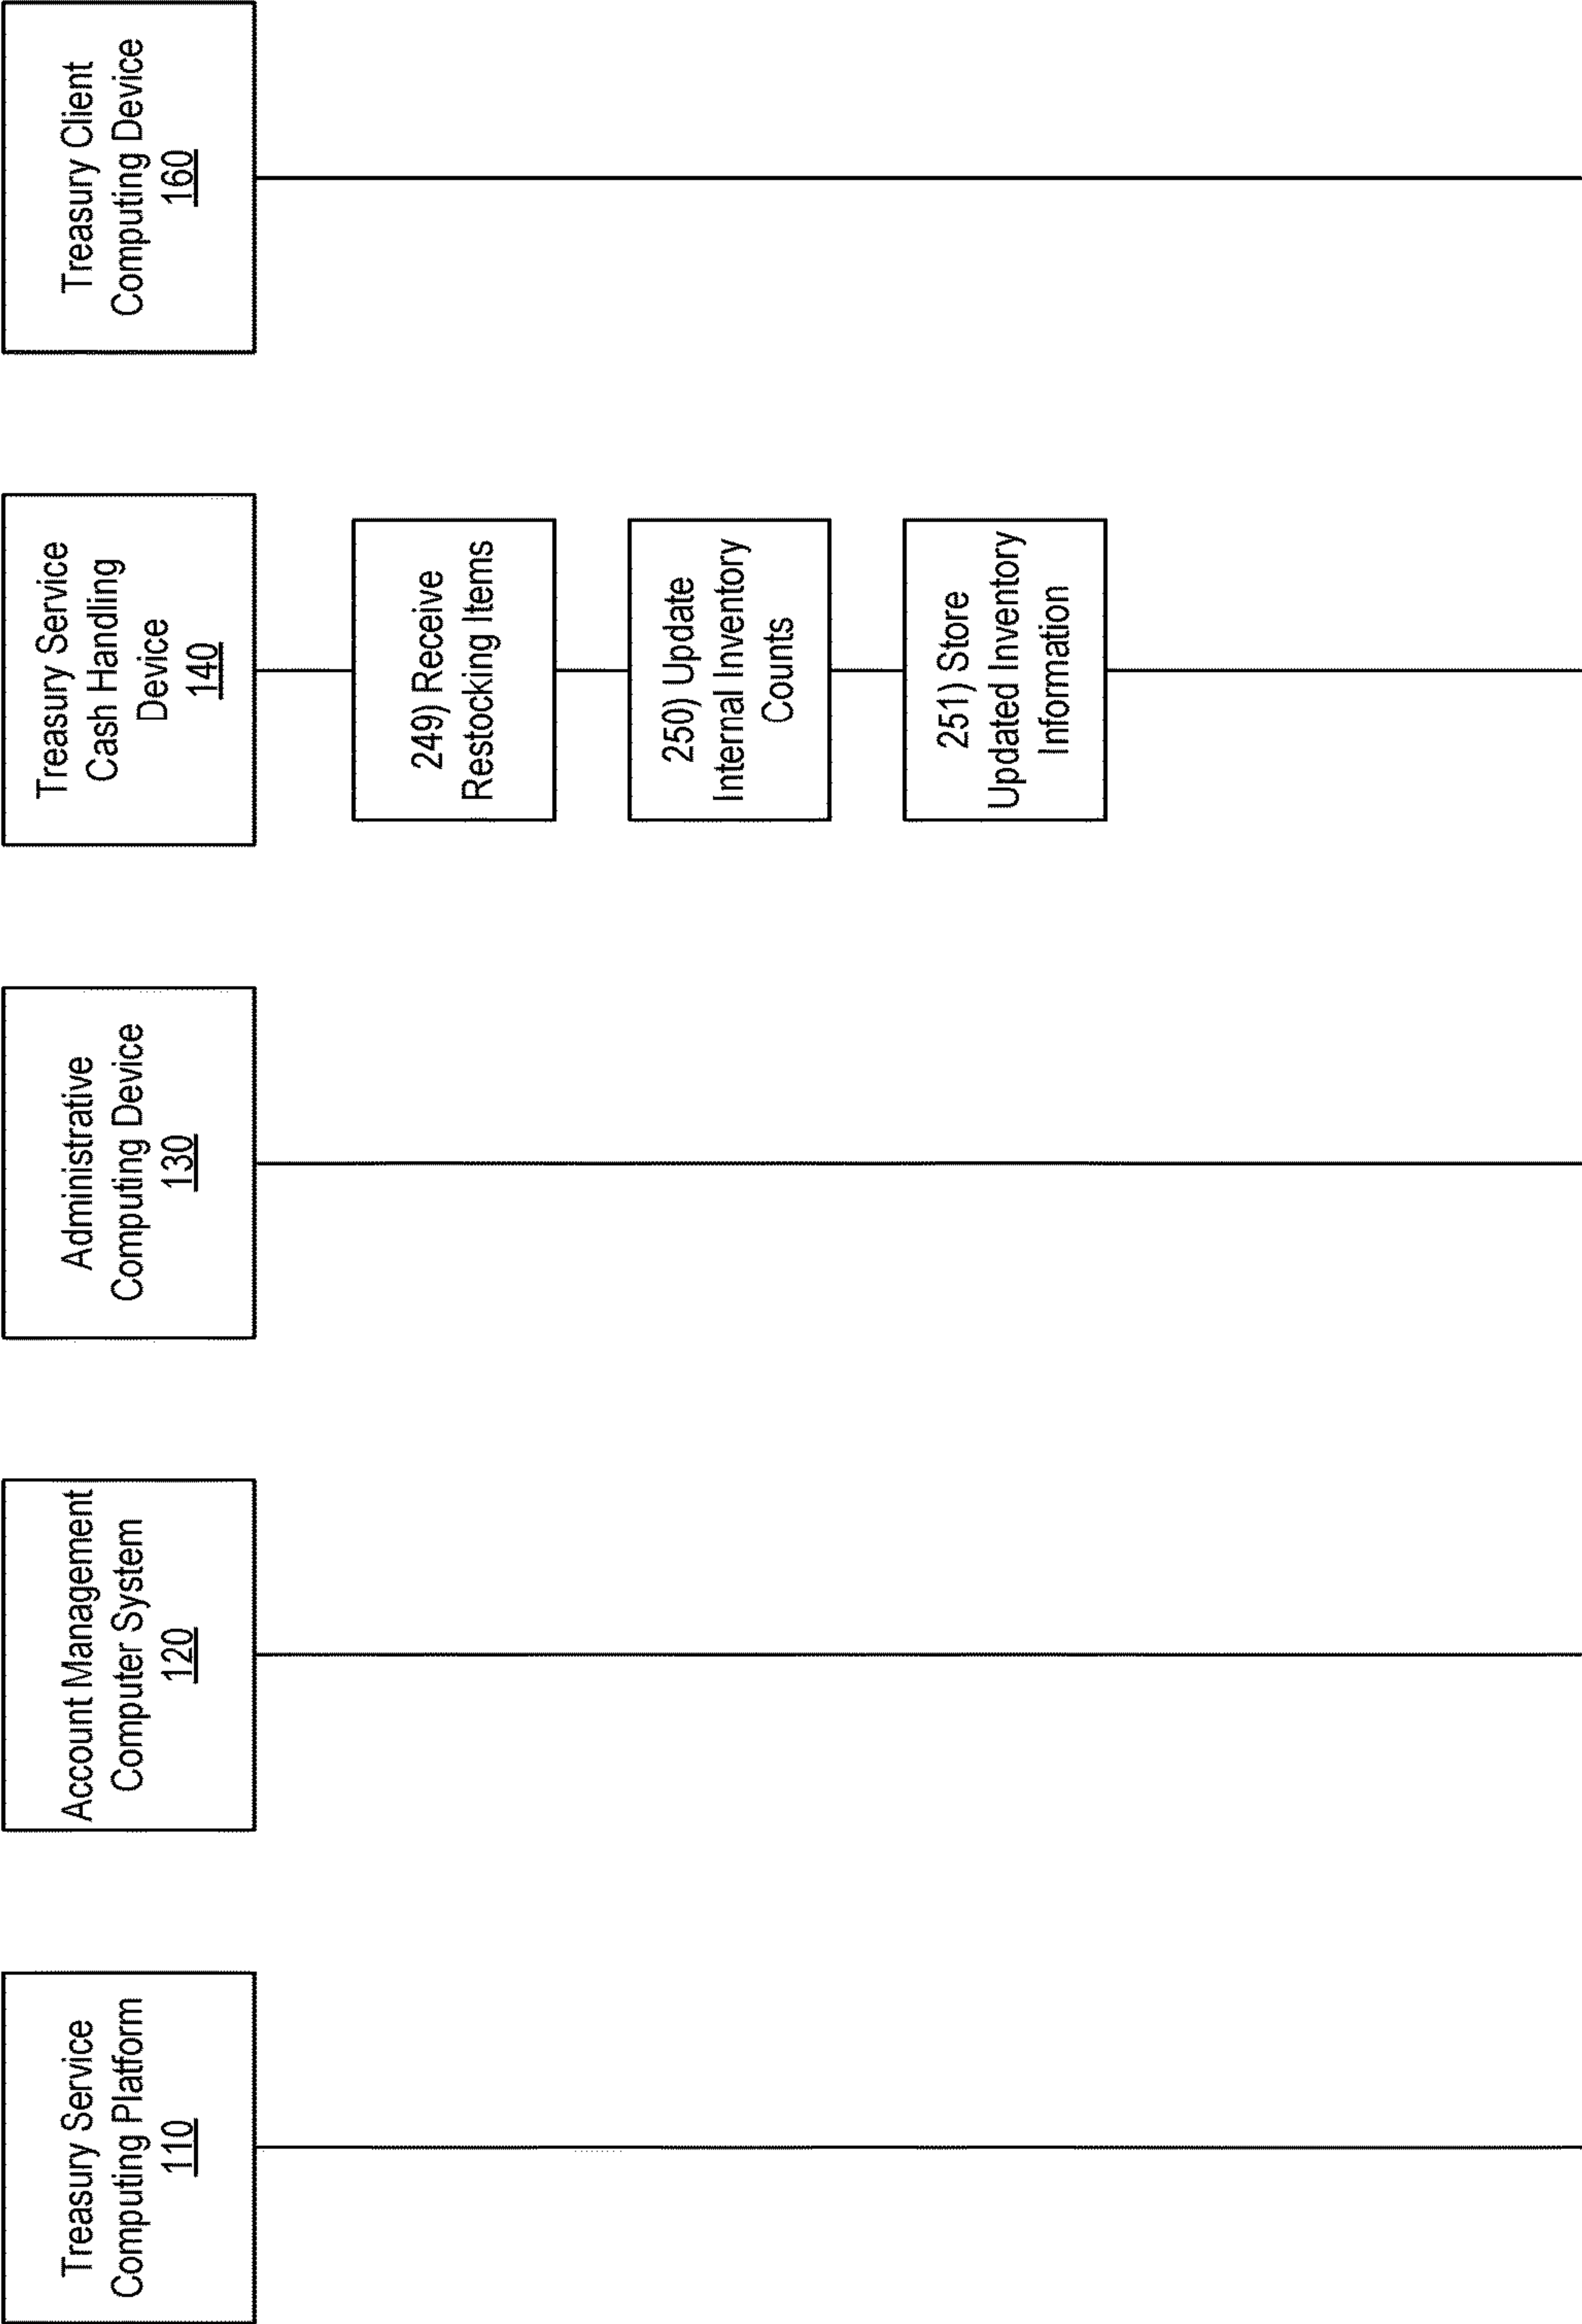 Treasury Service
Computing Platform
110
Account Management
Computer System
120
Administrative
Computing Device
130
Treasury Service
Cash Handling
Device
140
Treasury Client
Computing Device
160
249) Receive
Restocking Items
250) Update
Internal Inventory
Counts
251) Store
Updated Inventory
Information